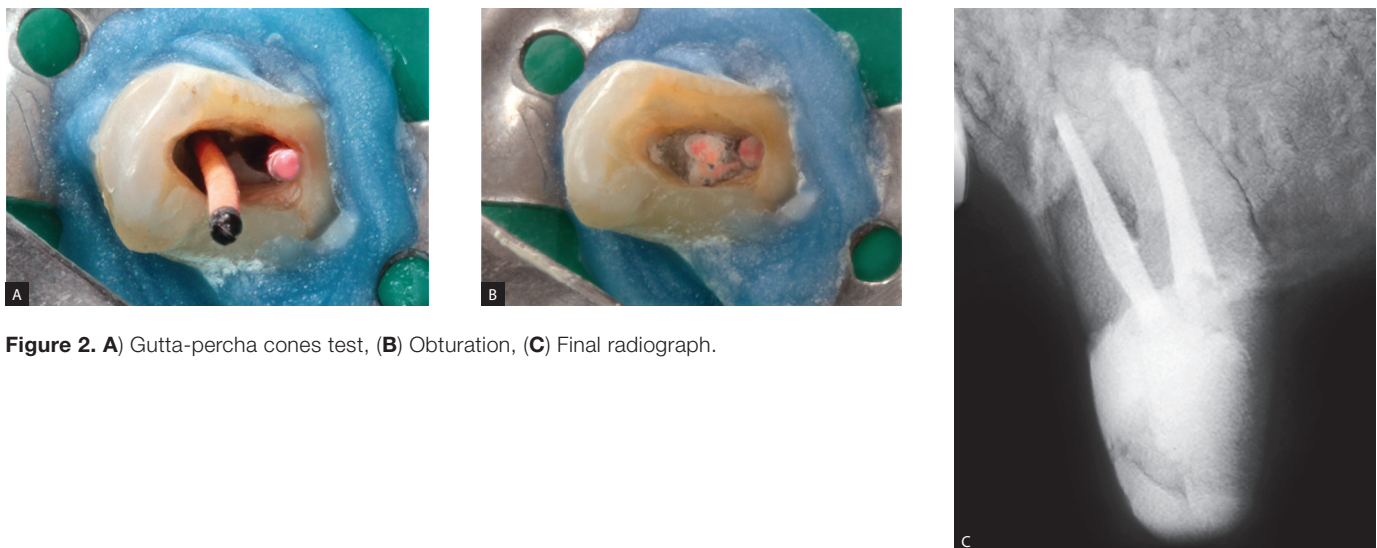 A
B
C
Figure 2. A) Gutta-percha cones test, (B) Obturation, (C) Final radiograph.